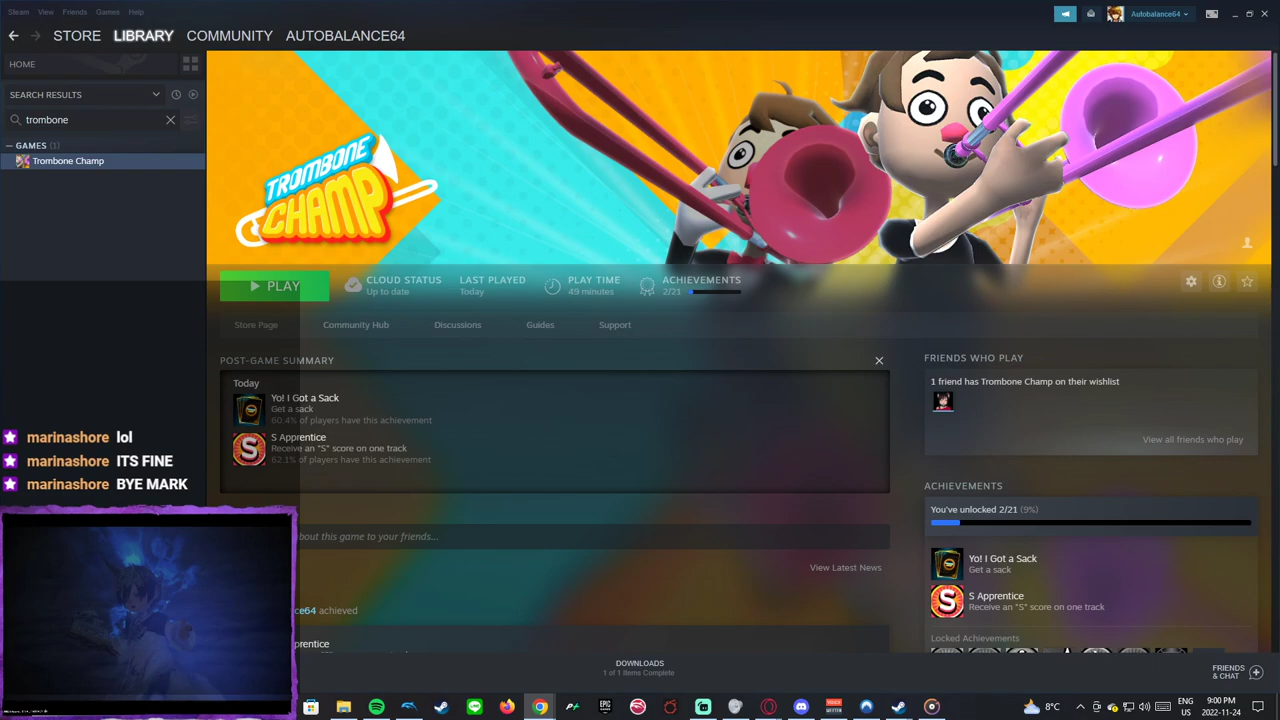 Steam View Friends Games Help
Autobalance64
STORE LIBRARY COMMUNITY AUTOBALANCE64
HOME
SEARCH RESULTS
trombone
GAMES (1)
Trombone Champ
TROMBONE
CHAMP
PLAY
CLOUD STATUS
Up to date
LAST PLAYED
Today
PLAY TIME
49 minutes
ACHIEVEMENTS
2/21
Store Page Community Hub Discussions Guides Support
POST-GAME SUMMARY
Today
Yo! I Got a Sack
Get a sack
60.4% of players have this achievement
S Apprentice
Receive an "S" score on one track
62.1% of players have this achievement
bout this game to your friends...
View Latest News
ce64 achieved
prentice
FRIENDS WHO PLAY
1 friend has Trombone Champ on their wishlist
View all friends who play
ACHIEVEMENTS
You've unlocked 2/21 (9%)
Yo! I Got a Sack
Get a sack
S Apprentice
Receive an "S" score on one track
Locked Achievements
marinashore lol
marinashore ITS FINE
marinashore BYE MARK
DOWNLOADS
1 of 1 Items Complete
FRIENDS
& CHAT
8°C
ENG
US
9:00 PM
2022-11-24